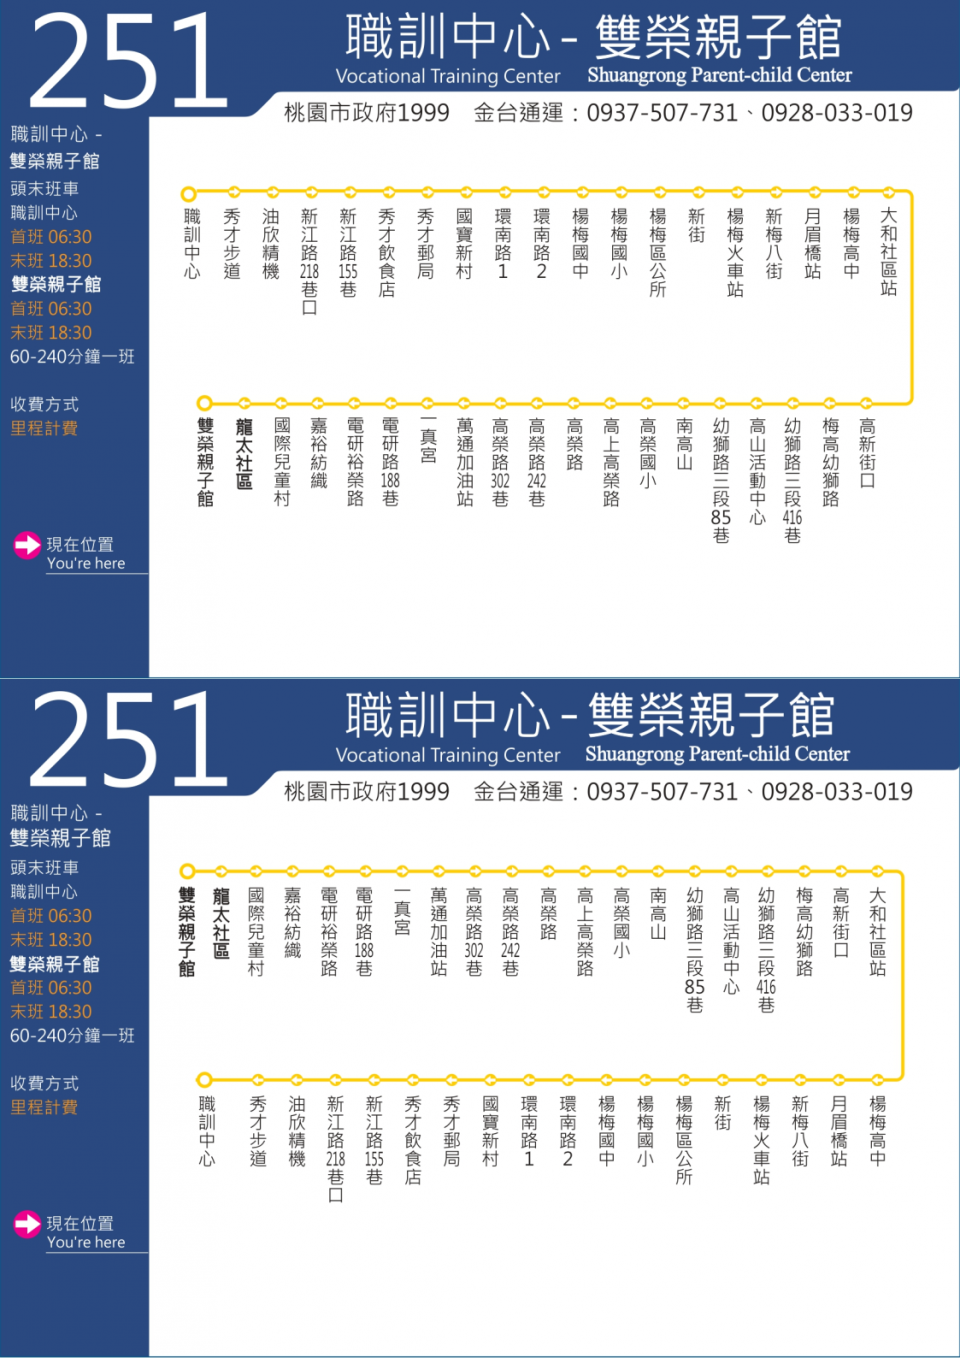 251
職訓中心 - 雙榮親子館
Vocational Training Center Shuangrong Parent-child Center
桃園市政府1999 金台通運：0937-507-731、0928-033-019
職訓中心 -
雙榮親子館
頭末班車
職訓中心
首班 06:30
末班 18:30
雙榮親子館
首班 06:30
末班 18:30
60-240分鐘一班
收費方式
里程計費
現在位置
You're here
職訓中心
秀才步道
油欣精機
新江路218巷口
新江路155巷
秀才飲食店
秀才郵局
國寶新村
環南路1
環南路2
楊梅國中
楊梅國小
楊梅區公所
新街
楊梅火車站
新梅八街
月眉橋站
楊梅高中
大和社區站
雙榮親子館
龍太社區
國際兒童村
嘉裕紡織
電研裕榮路
電研路188巷
一真宮
萬通加油站
高榮路302巷
高榮路242巷
高榮路
高上高榮路
高榮國小
南高山
幼獅路三段85巷
高山活動中心
幼獅路三段416巷
梅高幼獅路
高新街口
251
職訓中心 - 雙榮親子館
Vocational Training Center Shuangrong Parent-child Center
桃園市政府1999 金台通運：0937-507-731、0928-033-019
職訓中心 -
雙榮親子館
頭末班車
職訓中心
首班 06:30
末班 18:30
雙榮親子館
首班 06:30
末班 18:30
60-240分鐘一班
收費方式
里程計費
現在位置
You're here
雙榮親子館
龍太社區
國際兒童村
嘉裕紡織
電研裕榮路
電研路188巷
一真宮
萬通加油站
高榮路302巷
高榮路242巷
高榮路
高上高榮路
高榮國小
南高山
幼獅路三段85巷
高山活動中心
幼獅路三段416巷
梅高幼獅路
高新街口
大和社區站
職訓中心
秀才步道
油欣精機
新江路218巷口
新江路155巷
秀才飲食店
秀才郵局
國寶新村
環南路1
環南路2
楊梅國中
楊梅國小
楊梅區公所
新街
楊梅火車站
新梅八街
月眉橋站
楊梅高中